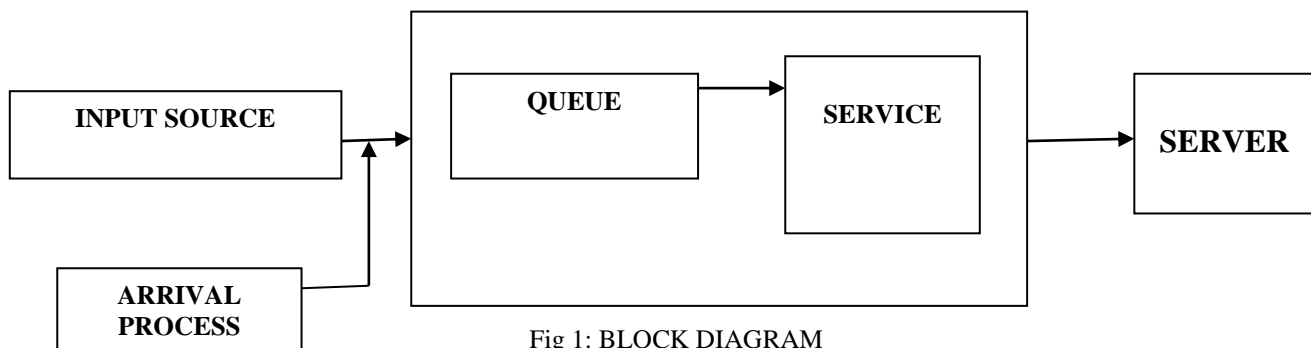 INPUT SOURCE
QUEUE
SERVICE
SERVER
ARRIVAL
PROCESS
Fig 1: BLOCK DIAGRAM